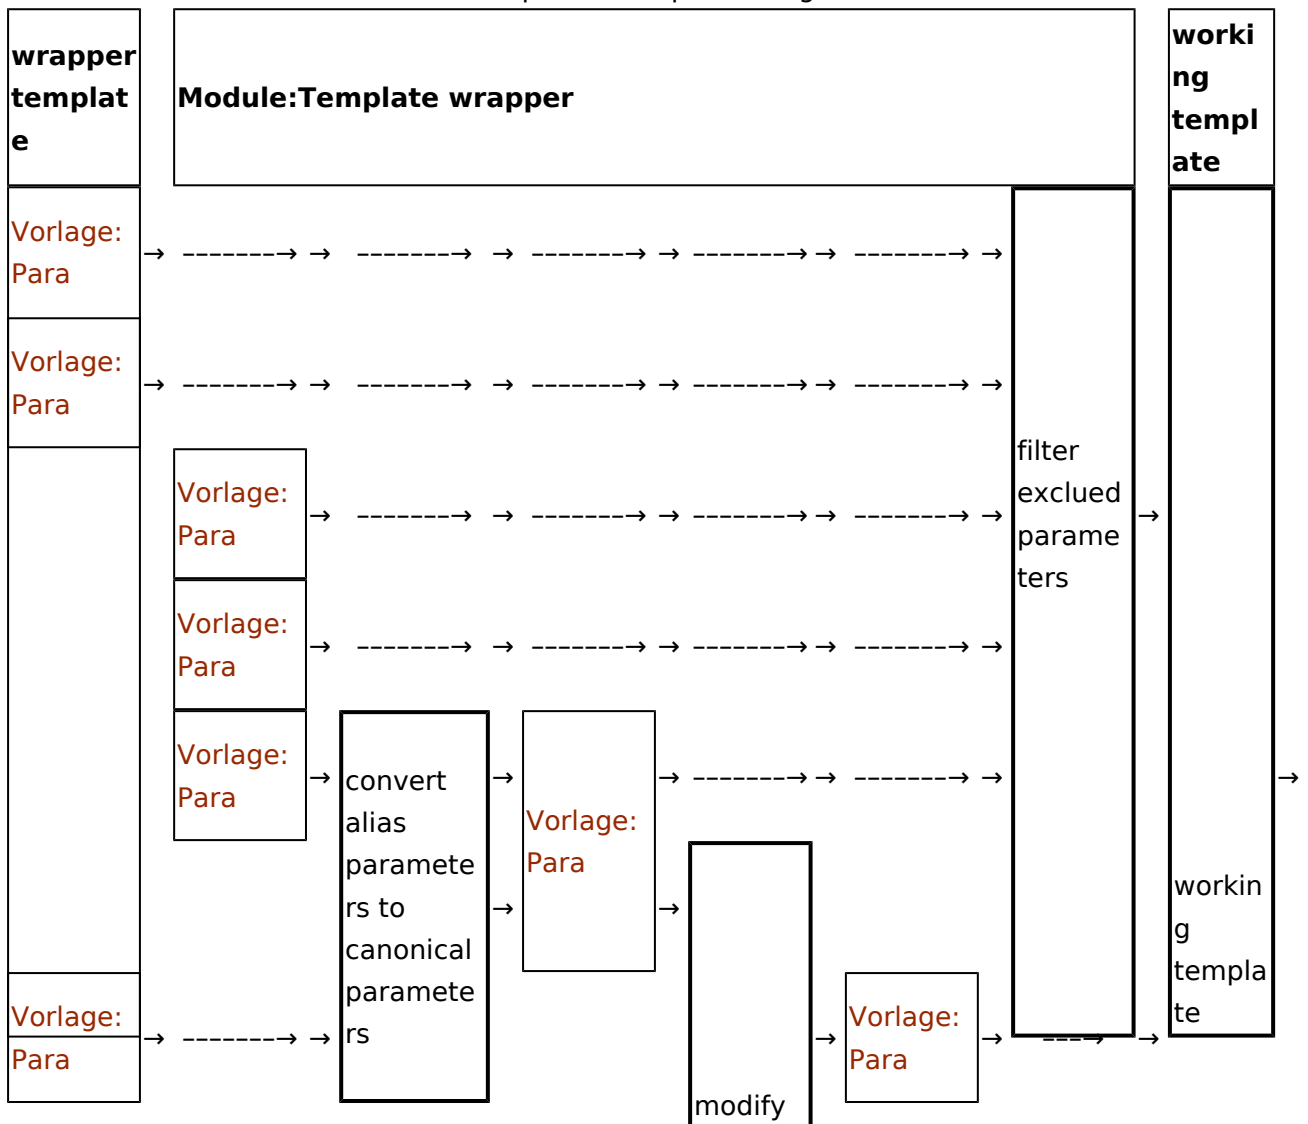 wrapper
templat
e
Module:Template wrapper
worki
ng
templ
ate
Vorlage:
Para
→ -------→ → -------→ → -------→ → -------→ → -------→ →
Vorlage:
Para
→ -------→ → -------→ → -------→ → -------→ → -------→ →
Vorlage:
Para
→ -------→ → -------→ → -------→ → -------→ →
filter
exclued
parame
ters
→
Vorlage:
Para
→ -------→ → -------→ → -------→ → -------→ →
Vorlage:
Para
→
convert
alias
paramete
rs to
canonical
paramete
rs
→
→
Vorlage:
Para
→ -------→ → -------→ →
→
workin
g
templa
te
→
Vorlage:
Para
→ -------→ →
modify
→
Vorlage:
Para
→ ---→ →